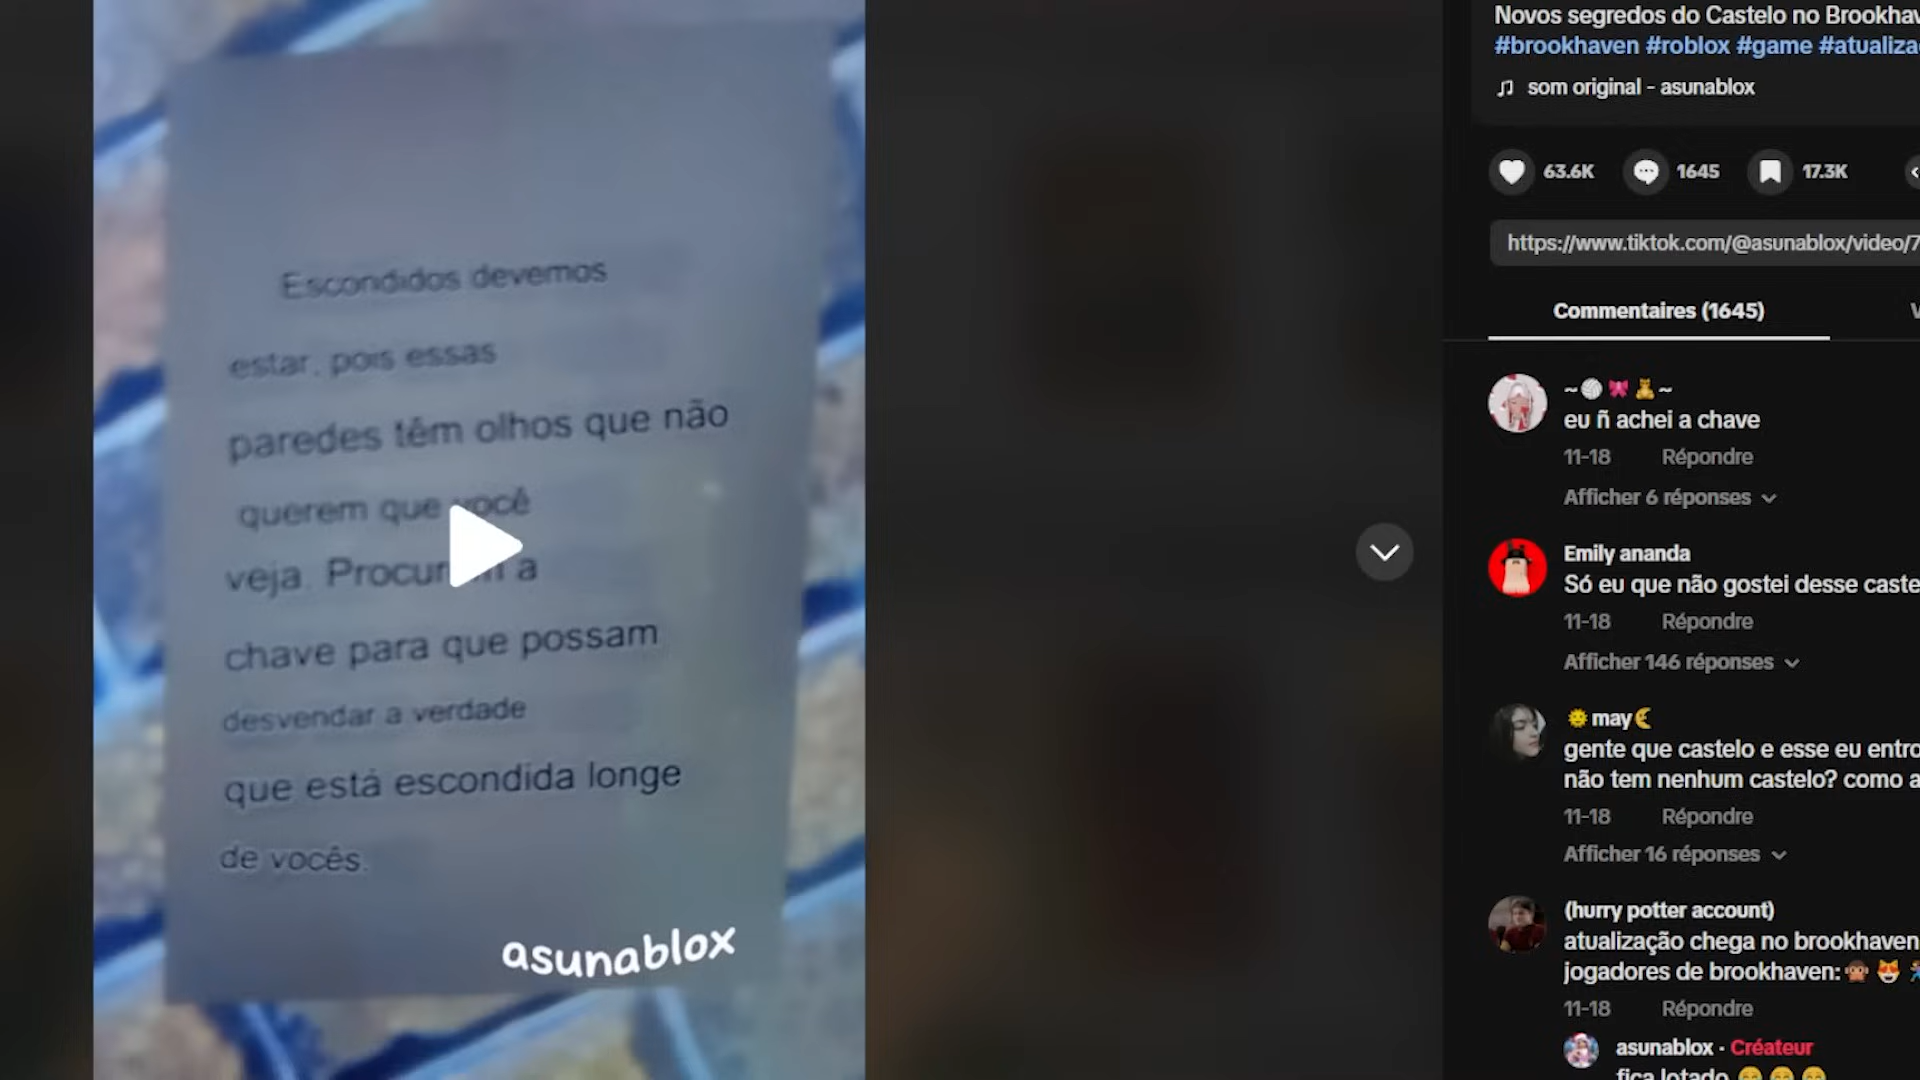 Escondidos devemos
estar, pois essas
paredes têm olhos que não
querem que você
veja. Procurem a
chave para que possam
desvendar a verdade
que está escondida longe
de vocês.
asunablox
Novos segredos do Castelo no Brookhav
#brookhaven #roblox #game #atualiza
som original - asunablox
63.6K
1645
17.3K
https://www.tiktok.com/@asunablox/video/7
Commentaires (1645)
~🏐🎀🧸~
eu ñ achei a chave
11-18 Répondre
Afficher 6 réponses
Emily ananda
Só eu que não gostei desse caste
11-18 Répondre
Afficher 146 réponses
🌞may🌜
gente que castelo e esse eu entro
não tem nenhum castelo? como a
11-18 Répondre
Afficher 16 réponses
(hurry potter account)
atualização chega no brookhaven
jogadores de brookhaven:🙊😻
11-18 Répondre
asunablox · Créateur
fica lotado